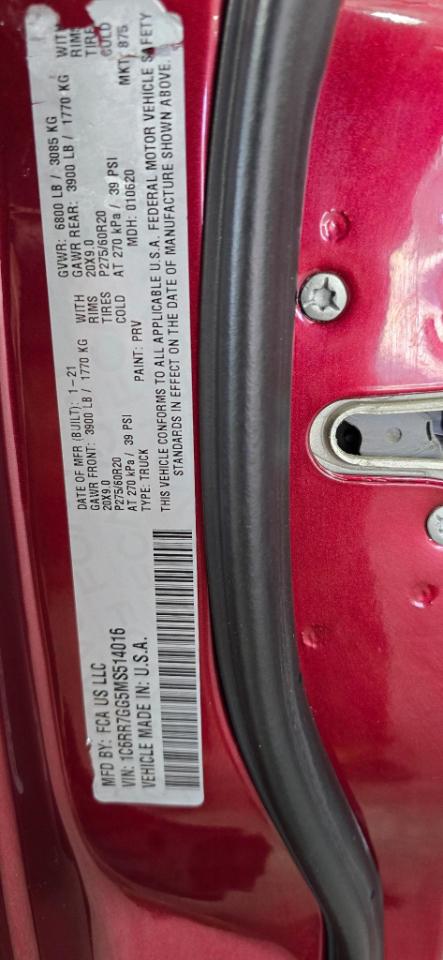 MFD BY: FCA US LLC
VIN: 1C6RR7GG5MS514016
VEHICLE MADE IN: U.S.A.
DATE OF MFR (BUILT): 1-21
GVWR: 6800 LB / 3085 KG
GAWR FRONT: 3900 LB / 1770 KG WITH
GAWR REAR: 3900 LB / 1770 KG WITH
20X9.0 RIMS
20X9.0 RIMS
P275/60R20 TIRES
P275/60R20 TIRE
AT 270 kPa / 39 PSI COLD
AT 270 kPa / 39 PSI COLD
TYPE: TRUCK PAINT: PRV MDH: 010620 MKT: 875
THIS VEHICLE CONFORMS TO ALL APPLICABLE U.S.A. FEDERAL MOTOR VEHICLE SAFETY
STANDARDS IN EFFECT ON THE DATE OF MANUFACTURE SHOWN ABOVE.